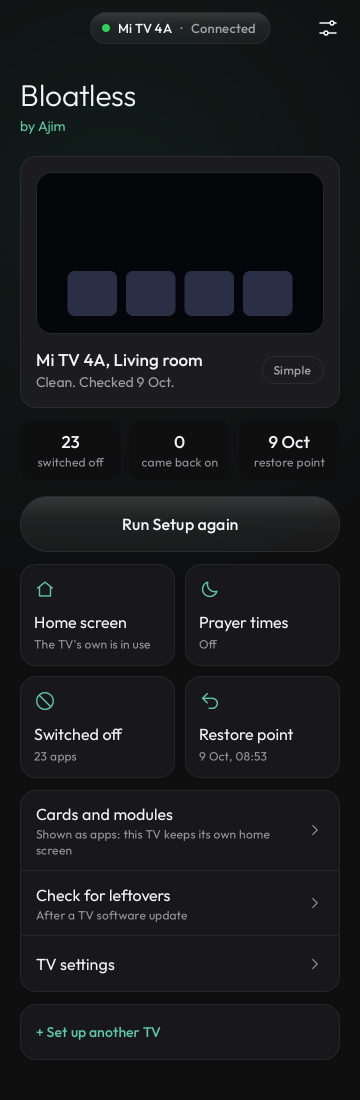 Mi TV 4A · Connected
Bloatless
by Ajim
Mi TV 4A, Living room
Clean. Checked 9 Oct.
Simple
23
switched off
0
came back on
9 Oct
restore point
Run Setup again
Home screen
The TV's own is in use
Prayer times
Off
Switched off
23 apps
Restore point
9 Oct, 08:53
Cards and modules
Shown as apps: this TV keeps its own home
screen
Check for leftovers
After a TV software update
TV settings
+ Set up another TV